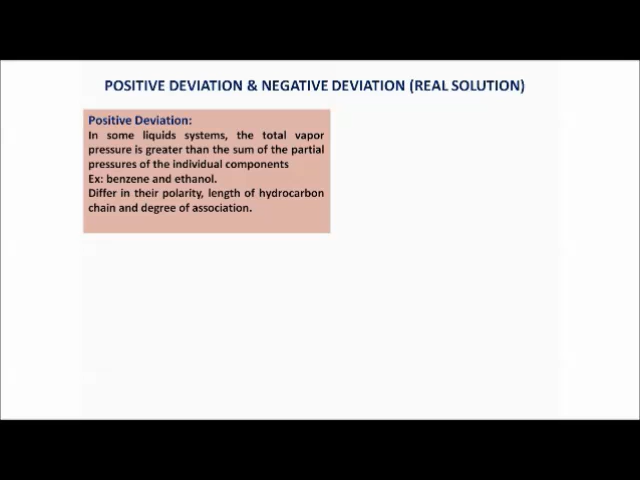 POSITIVE DEVIATION & NEGATIVE DEVIATION (REAL SOLUTION)
Positive Deviation:
In some liquids systems, the total vapor
pressure is greater than the sum of the partial
pressures of the individual components
Ex: benzene and ethanol.
Differ in their polarity, length of hydrocarbon
chain and degree of association.